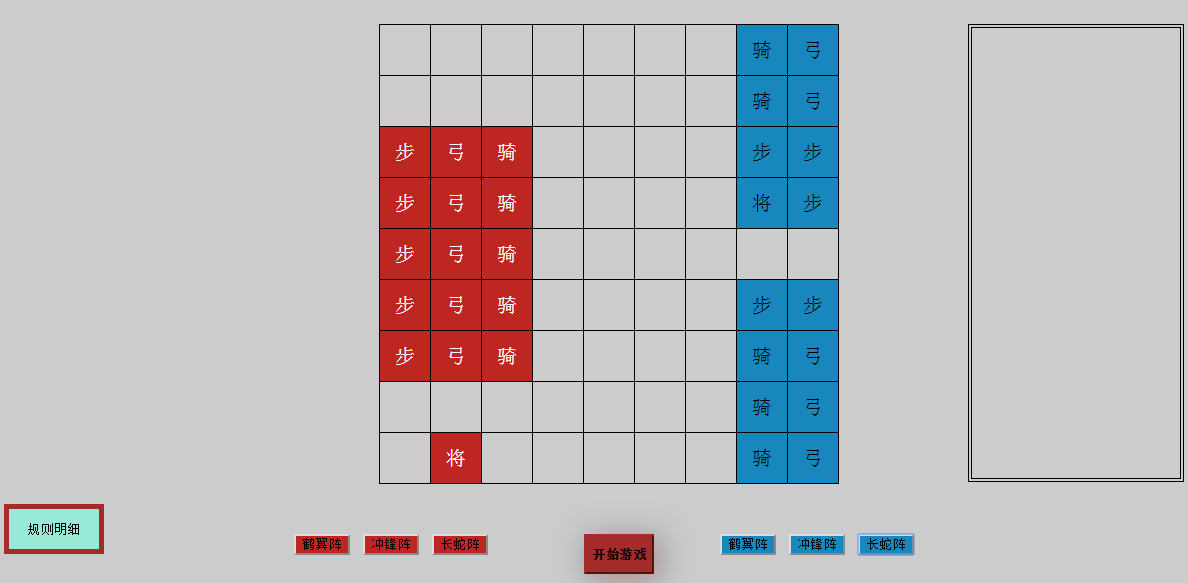 骑 弓
骑 弓
步 弓 骑 步 步
步 弓 骑 将 步
步 弓 骑
步 弓 骑 步 步
步 弓 骑 骑 弓
骑 弓
将 骑 弓
规则明细
鹤翼阵 冲锋阵 长蛇阵 开始游戏 鹤翼阵 冲锋阵 长蛇阵